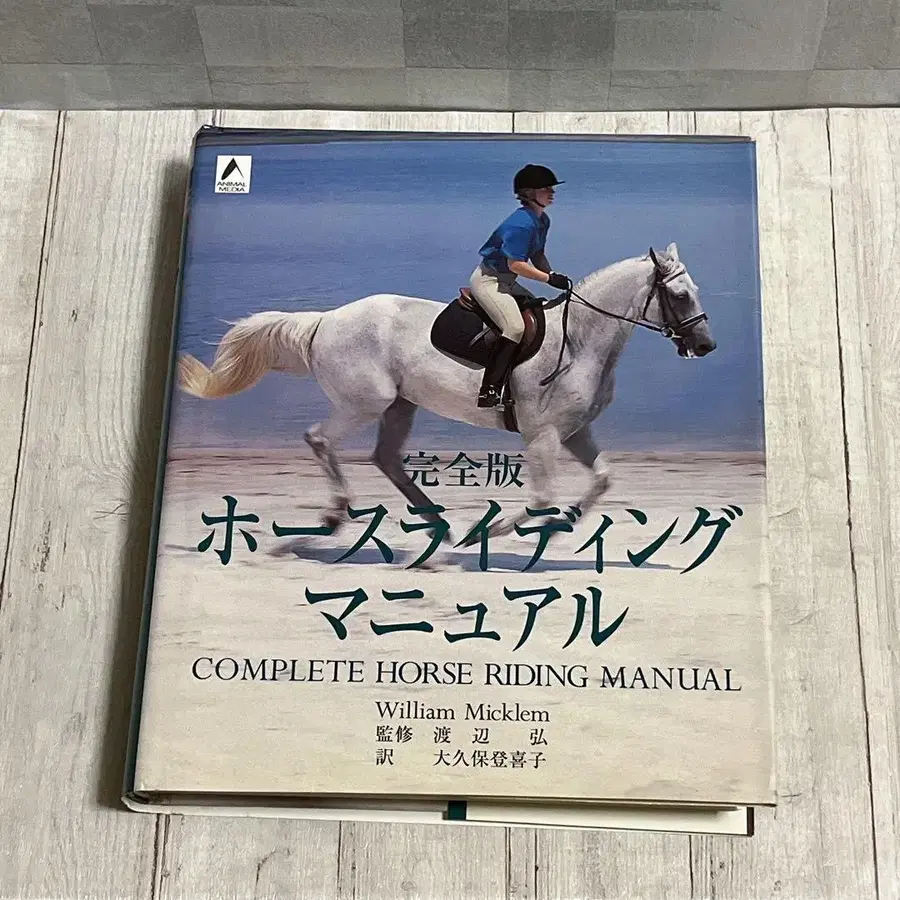 ANIMAL
MEDIA
完全版
ホースライディング
マニュアル
COMPLETE HORSE RIDING MANUAL
William Micklem
監修 渡辺 弘
訳 大久保登喜子